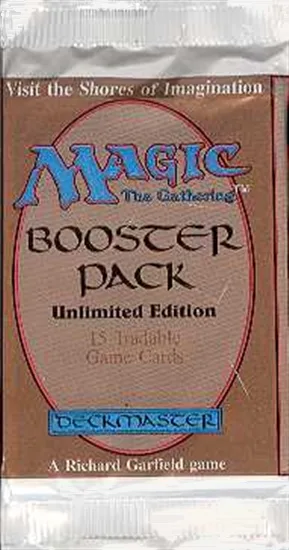 Visit the Shores of Imagination
MAGIC
The Gathering™
BOOSTER
PACK
Unlimited Edition
15 Tradable
Game Cards
DECKMASTER
A Richard Garfield game